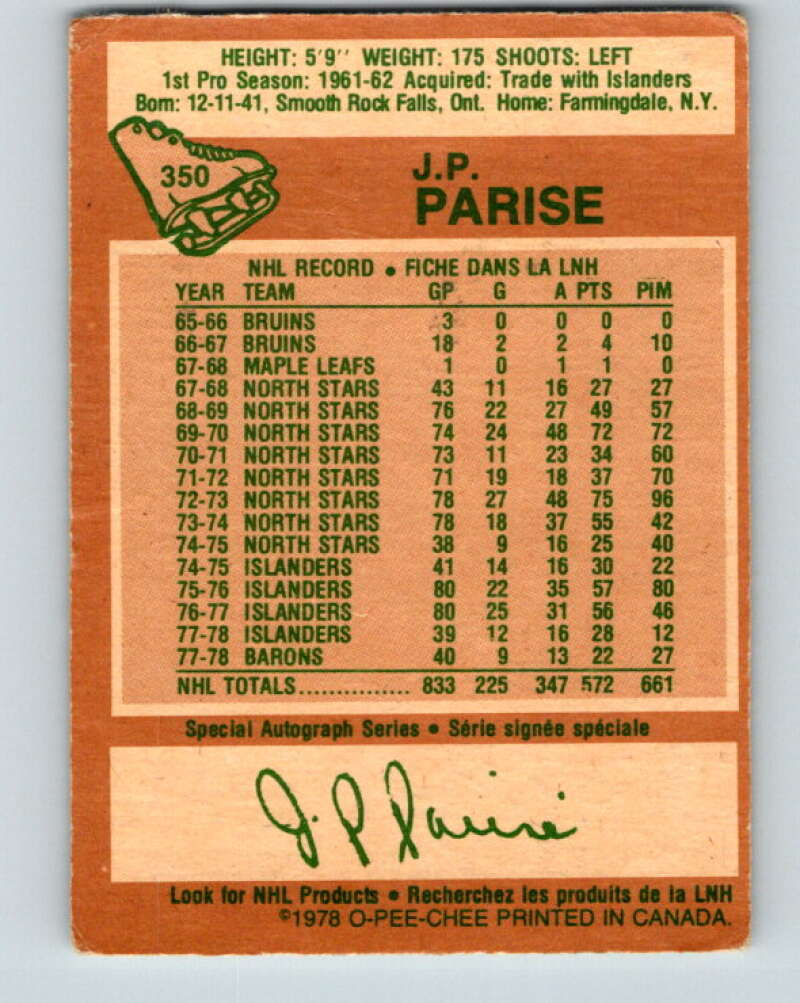 HEIGHT: 5'9" WEIGHT: 175 SHOOTS: LEFT
1st Pro Season: 1961-62 Acquired: Trade with Islanders
Born: 12-11-41, Smooth Rock Falls, Ont. Home: Farmingdale, N.Y.
350
J.P.
PARISE
NHL RECORD • FICHE DANS LA LNH
YEAR TEAM GP G A PTS PIM
65-66 BRUINS 3 0 0 0 0
66-67 BRUINS 18 2 2 4 10
67-68 MAPLE LEAFS 1 0 1 1 0
67-68 NORTH STARS 43 11 16 27 27
68-69 NORTH STARS 76 22 27 49 57
69-70 NORTH STARS 74 24 48 72 72
70-71 NORTH STARS 73 11 23 34 60
71-72 NORTH STARS 71 19 18 37 70
72-73 NORTH STARS 78 27 48 75 96
73-74 NORTH STARS 78 18 37 55 42
74-75 NORTH STARS 38 9 16 25 40
74-75 ISLANDERS 41 14 16 30 22
75-76 ISLANDERS 80 22 35 57 80
76-77 ISLANDERS 80 25 31 56 46
77-78 ISLANDERS 39 12 16 28 12
77-78 BARONS 40 9 13 22 27
NHL TOTALS............... 833 225 347 572 661
Special Autograph Series • Série signée spéciale
J. P. Parisé
Look for NHL Products • Recherchez les produits de la LNH
©1978 O-PEE-CHEE PRINTED IN CANADA.